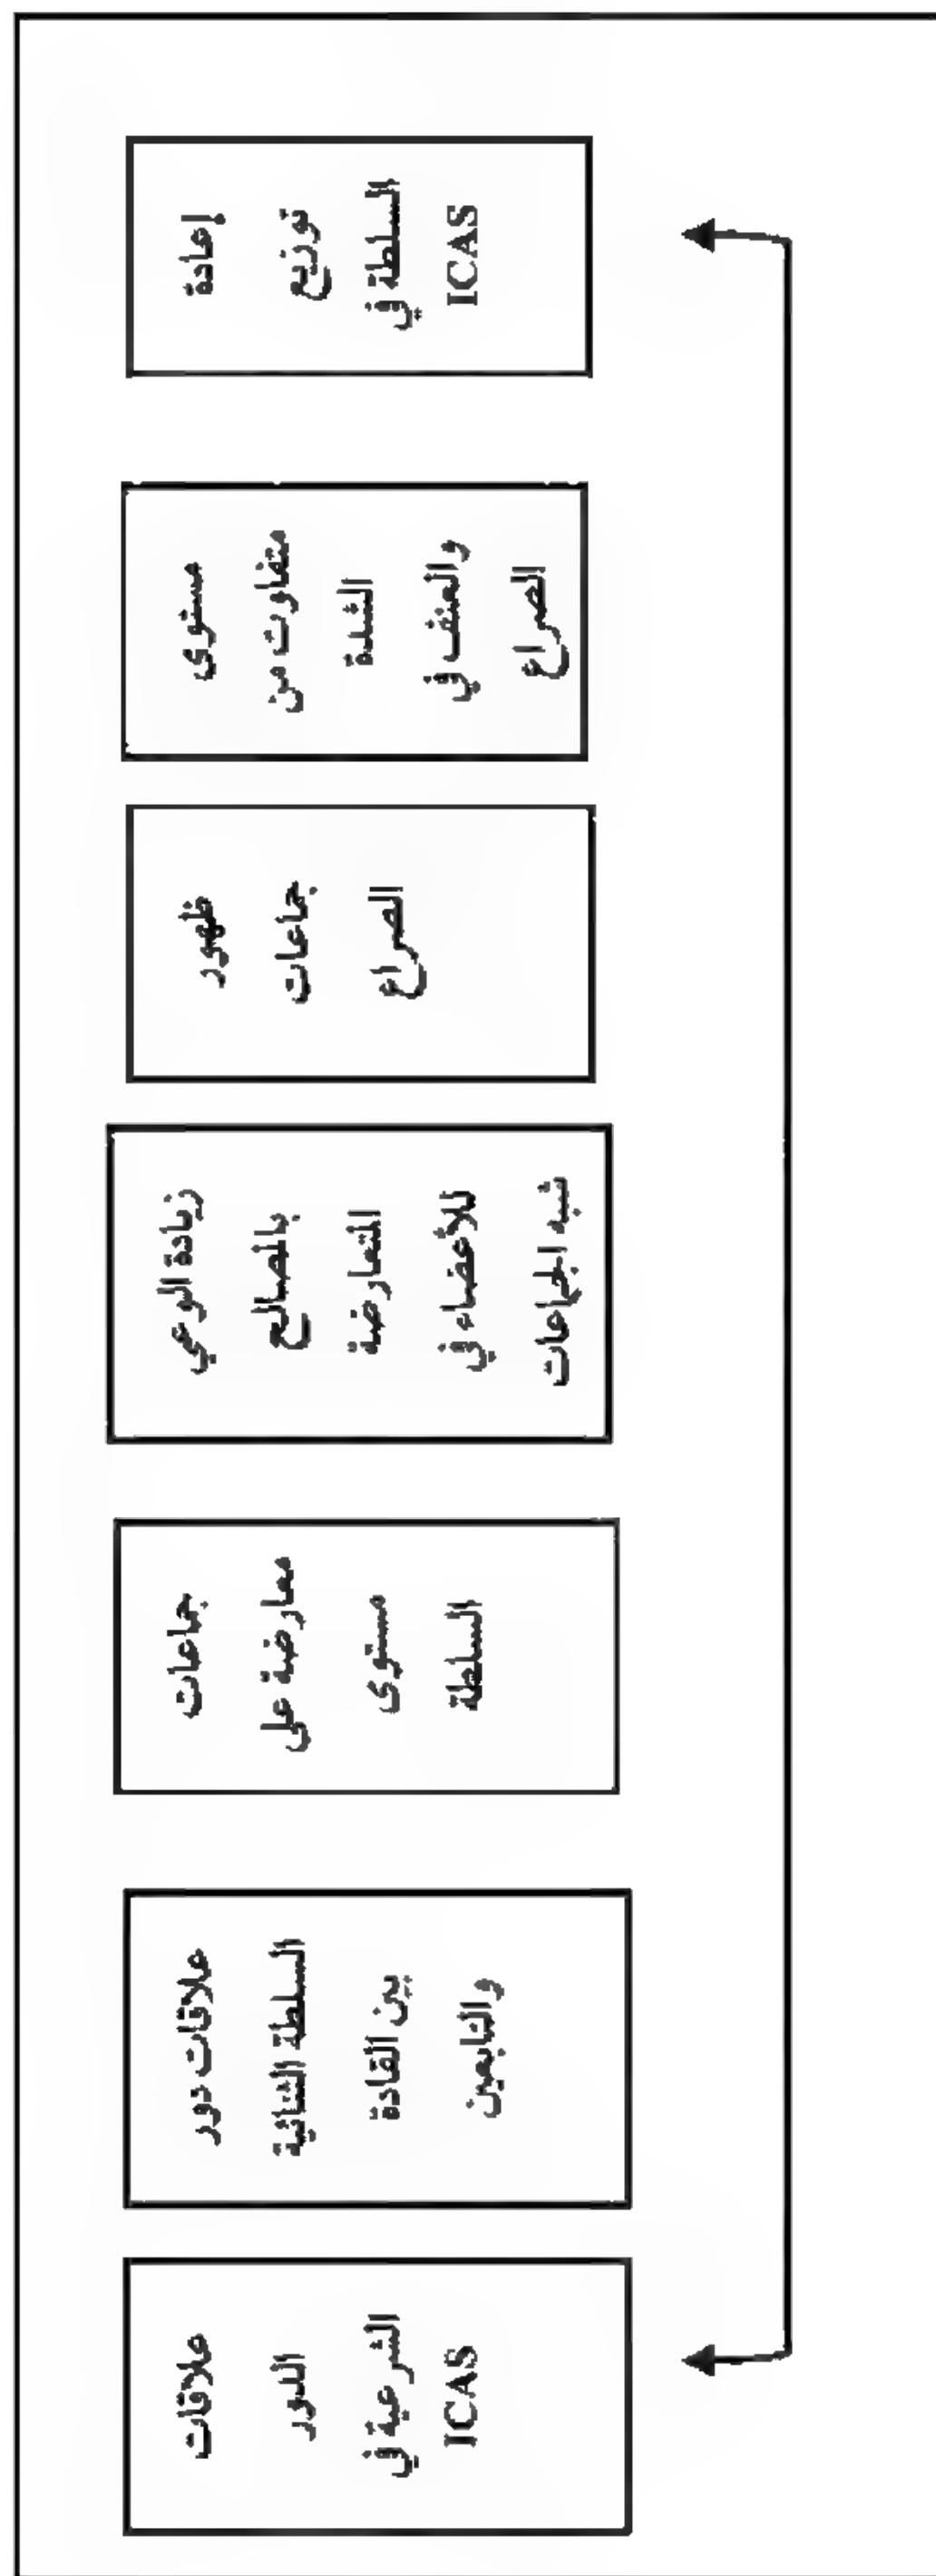 إعادة
توزيع
السلطة في
ICAS
مستوى
متفاوت من
الشدة
والعنف في
الصراع
ظهور
جماعات
الصراع
زيادة الوعي
بالمصالح
المتعارضة
للأعضاء في
شبه الجماعات
جماعات
معارضة على
مستوى
السلطة
علاقات دور
السلطة الثنائية
بين القادة
والتابعين
علاقات
الدور
الشرعية في
ICAS